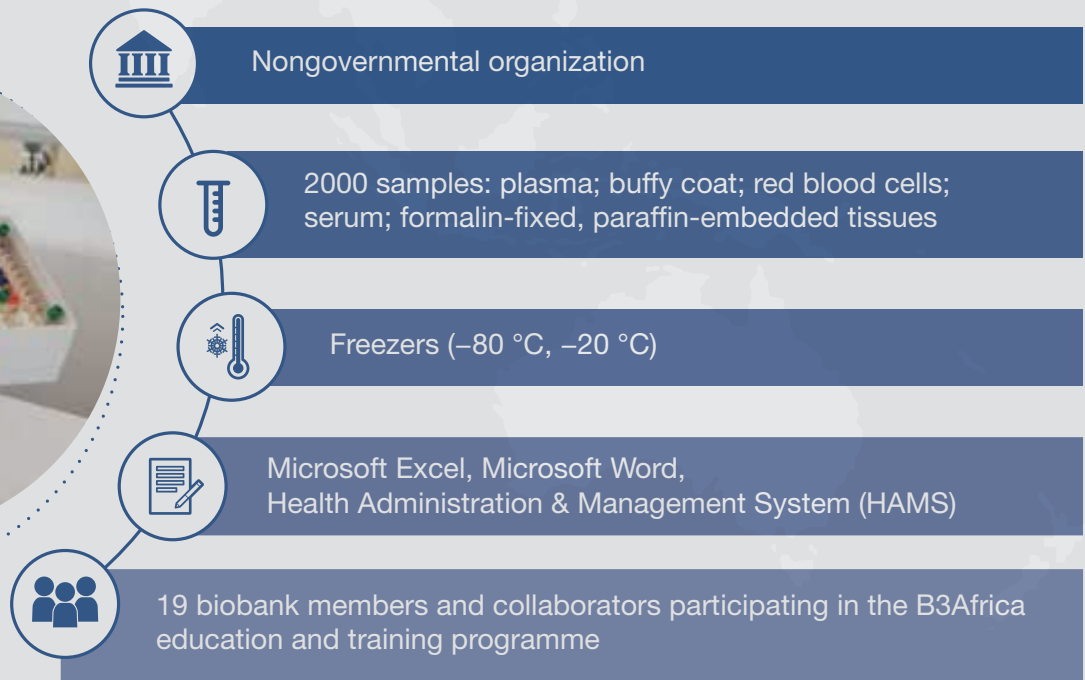 Nongovernmental organization
2000 samples: plasma; buffy coat; red blood cells;
serum; formalin-fixed, paraffin-embedded tissues
Freezers (–80 °C, –20 °C)
Microsoft Excel, Microsoft Word,
Health Administration & Management System (HAMS)
19 biobank members and collaborators participating in the B3Africa
education and training programme